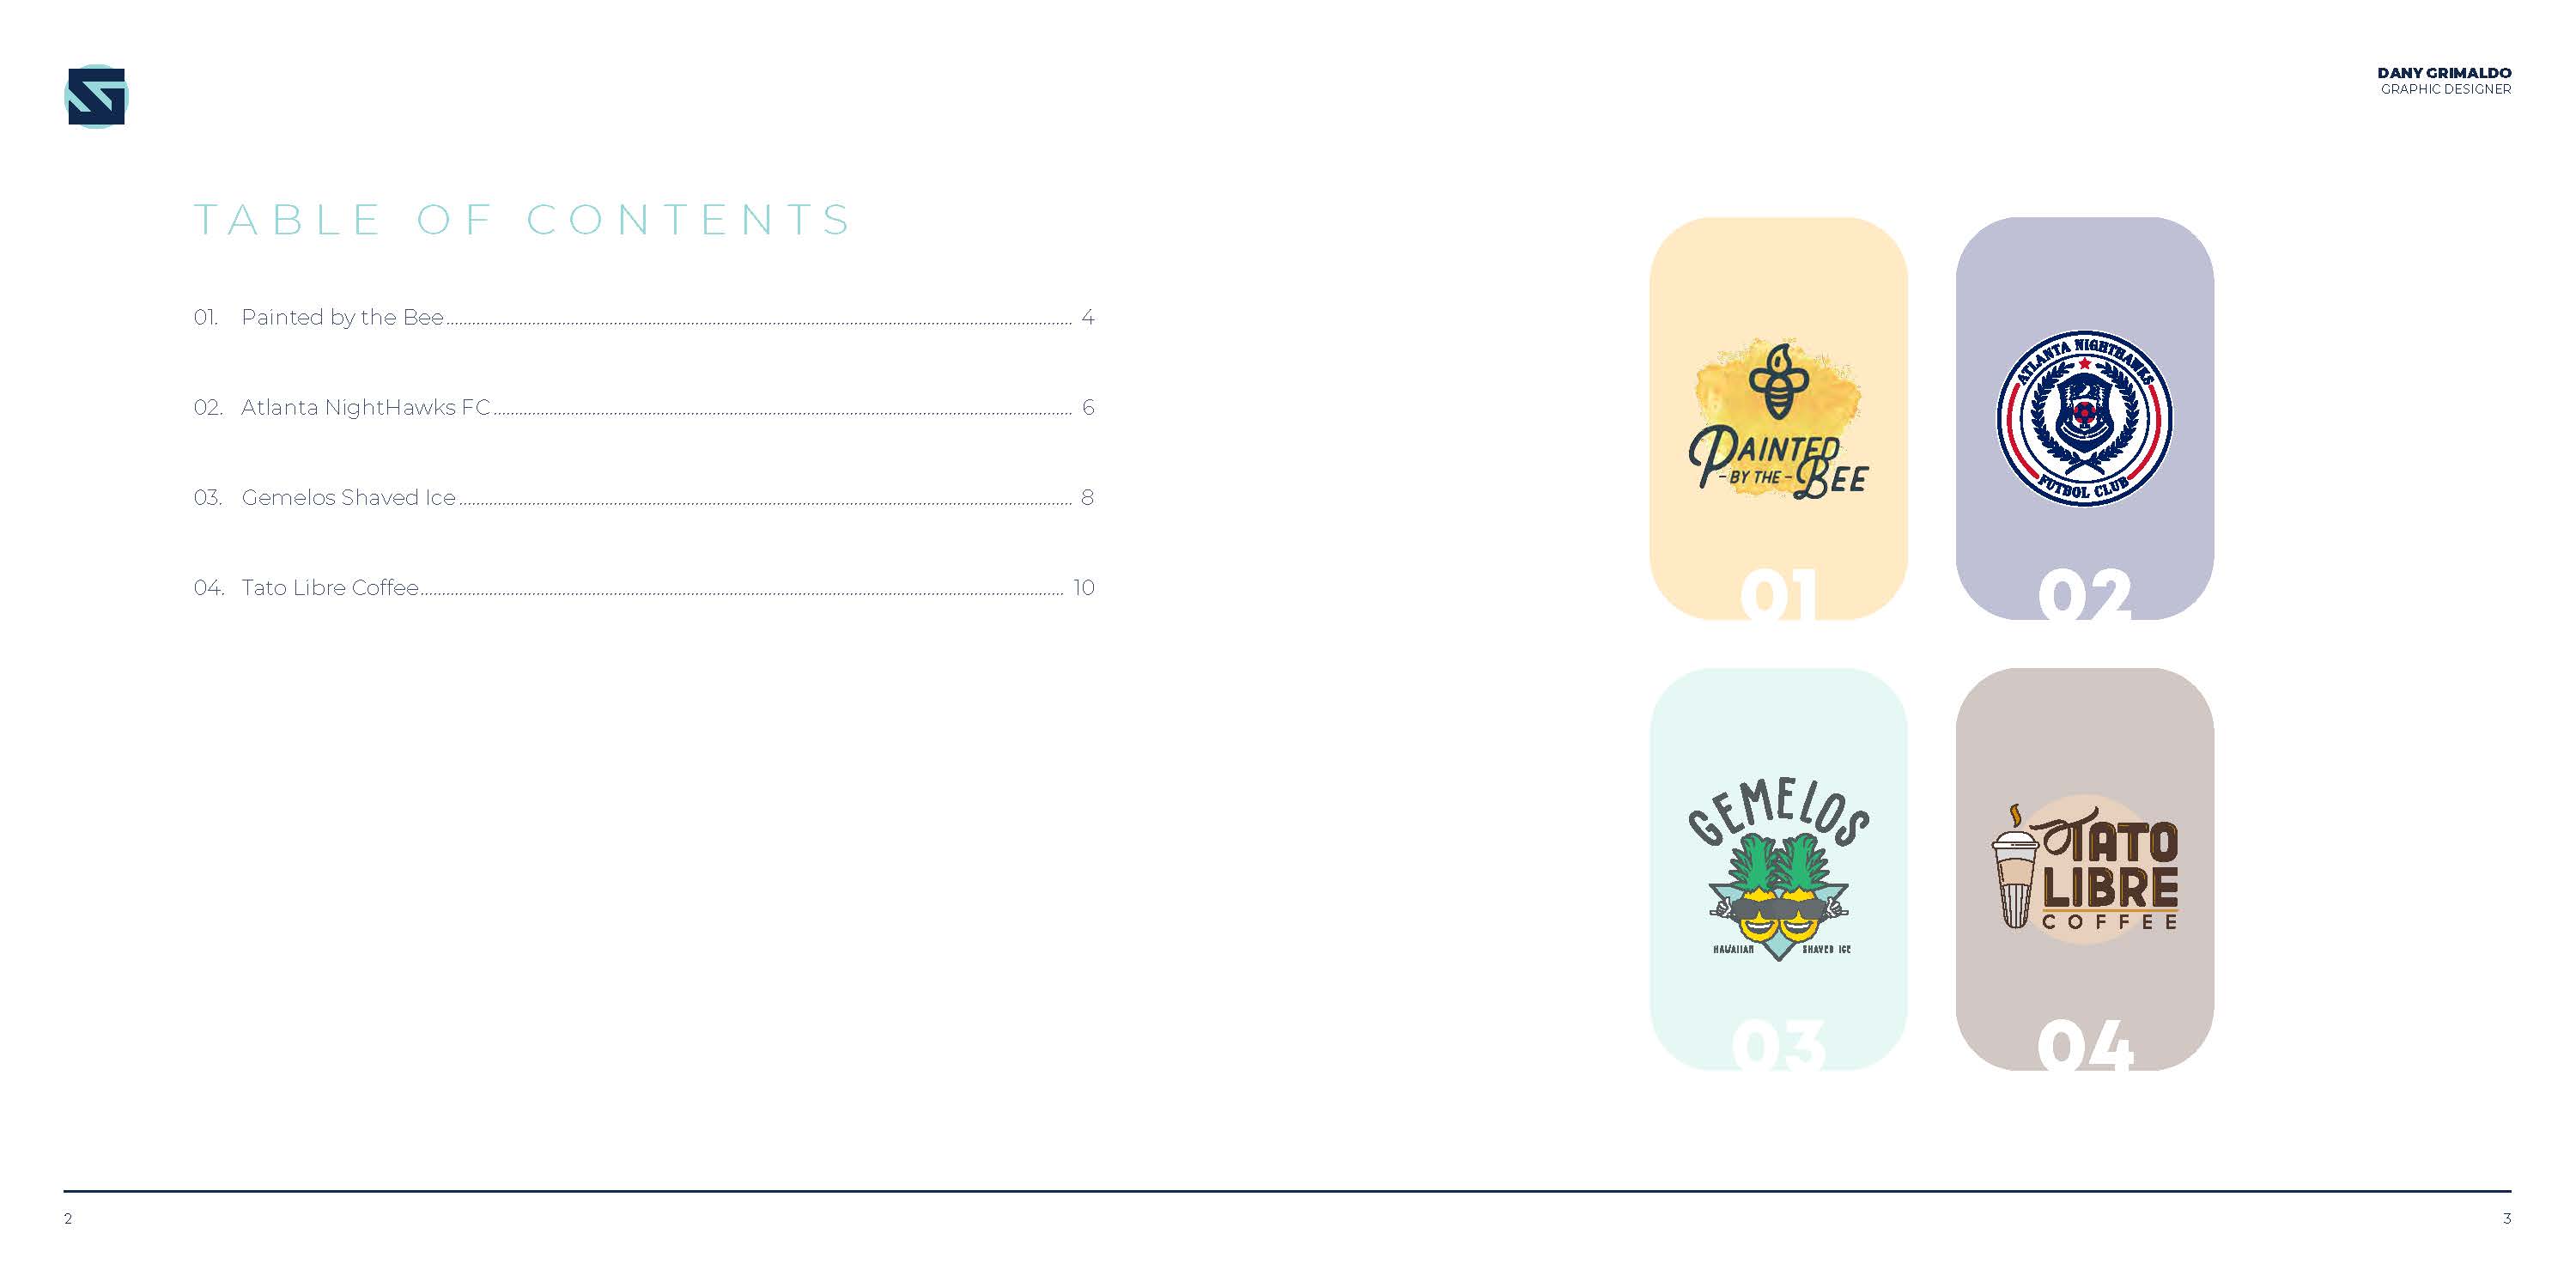 DANY GRIMALDO
GRAPHIC DESIGNER
TABLE OF CONTENTS
01. Painted by the Bee 4
02. Atlanta NightHawks FC 6
03. Gemelos Shaved Ice 8
04. Tato Libre Coffee 10
PAINTED
- BY THE - BEE
01
ATLANTA NIGHTHAWKS
FUTBOL CLUB
02
GEMELOS
HAWAIIAN SHAVED ICE
03
TATO
LIBRE
COFFEE
04
2
3